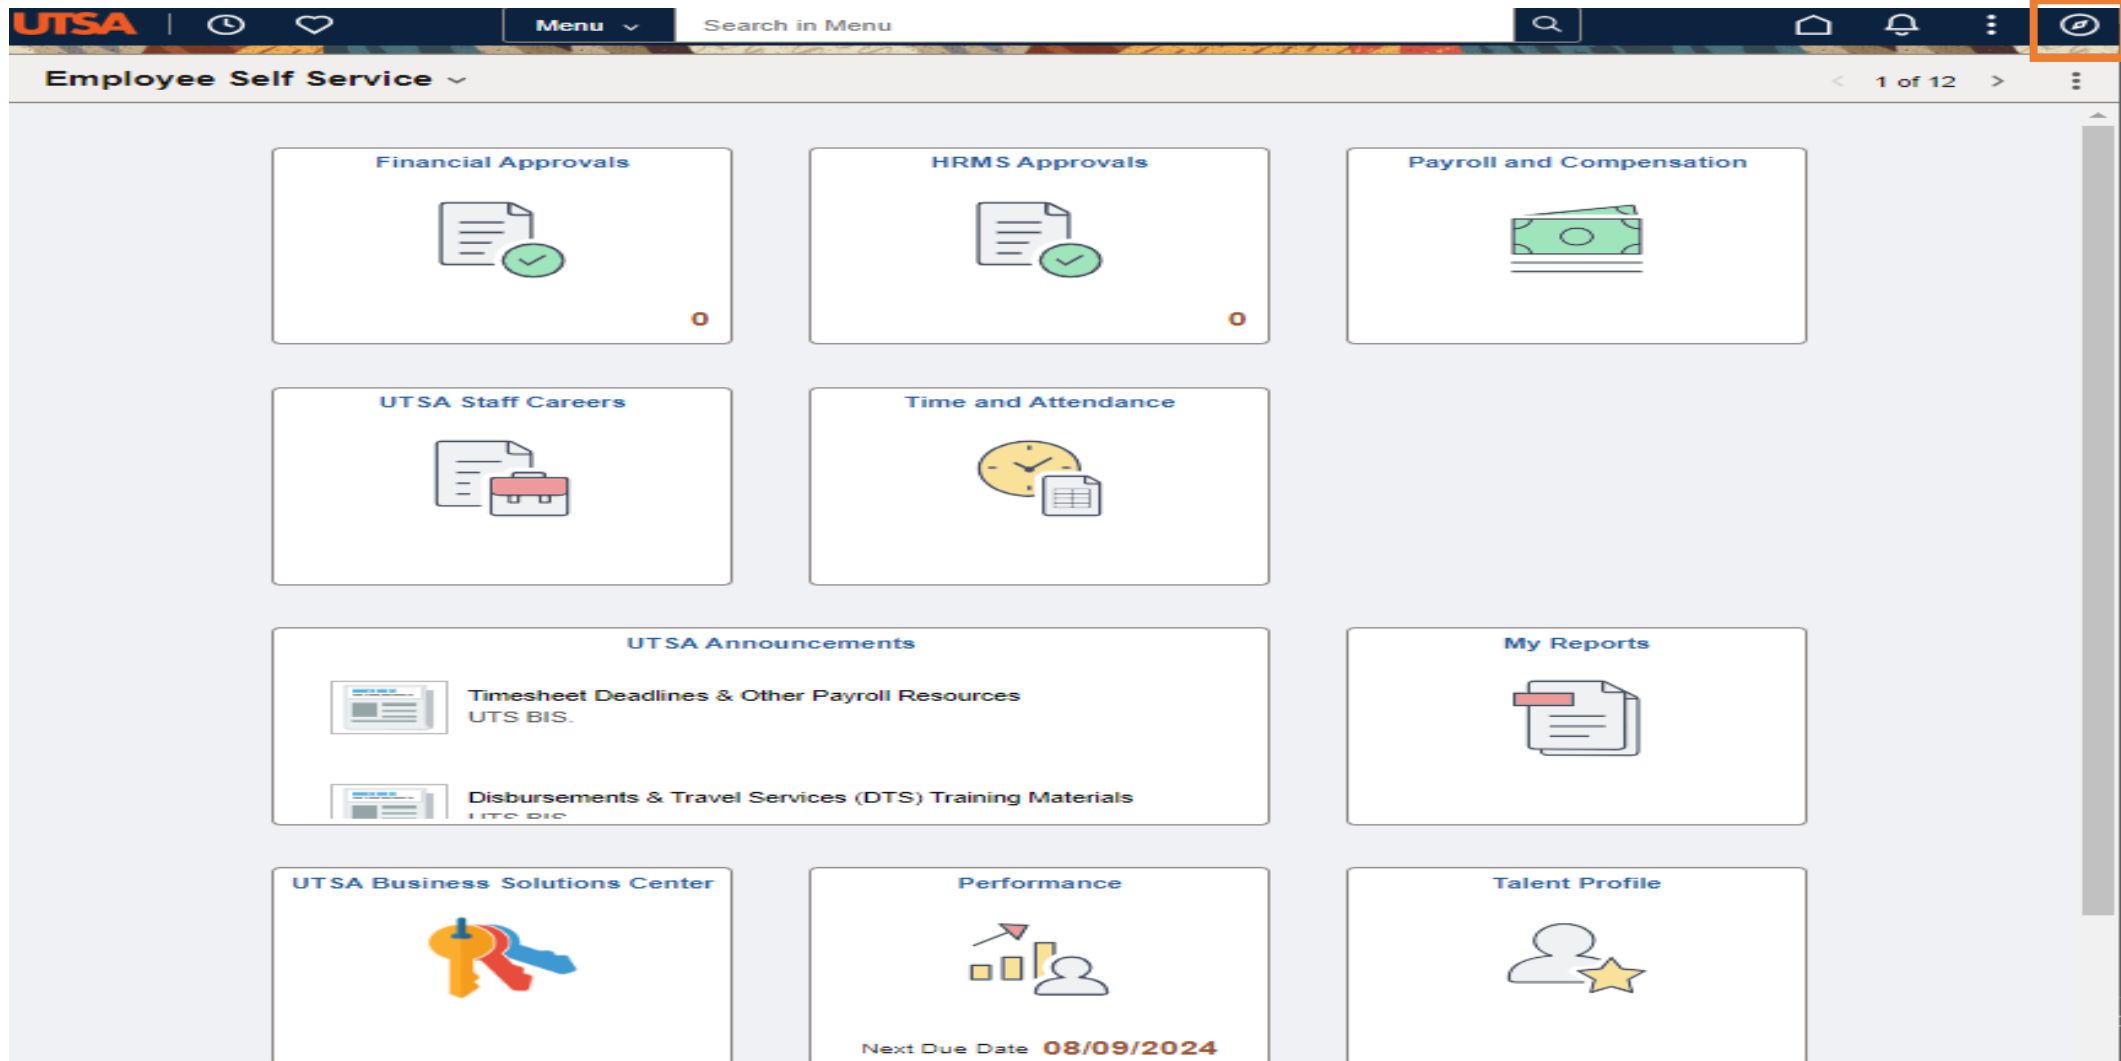 UTSA
Menu
Search in Menu
Employee Self Service
1 of 12
Financial Approvals
0
HRMS Approvals
0
Payroll and Compensation
UTSA Staff Careers
Time and Attendance
UTSA Announcements
Timesheet Deadlines & Other Payroll Resources
UTS BIS.
Disbursements & Travel Services (DTS) Training Materials
UTS BIS
My Reports
UTSA Business Solutions Center
Performance
Next Due Date 08/09/2024
Talent Profile